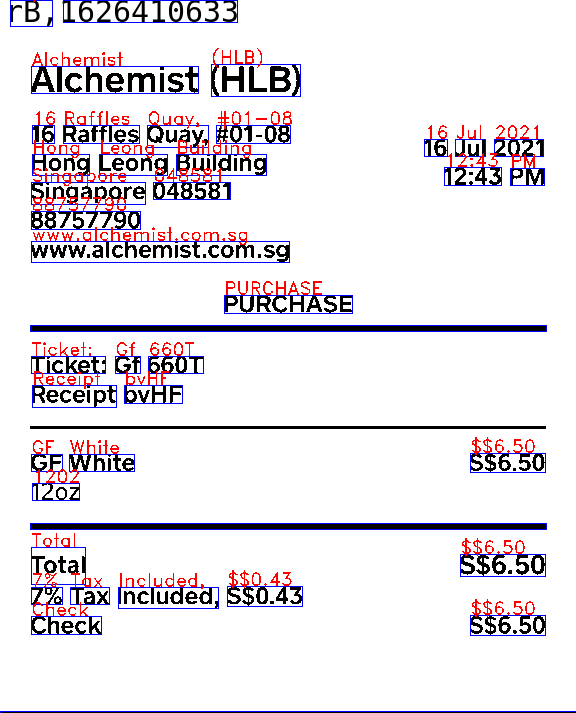 rB, 1626410633
Alchemist (HLB)
Alchemist (HLB)
16 Raffles Quay, #01-08
16 Raffles Quay, #01-08
16 Jul 2021
16 Jul 2021
Hong Leong Building
Hong Leong Building
12:43 PM
12:43 PM
Singapore 048581
Singapore 048581
88757790
88757790
www.alchemist.com.sg
www.alchemist.com.sg
PURCHASE
PURCHASE
Ticket: Gf 660T
Ticket: Gf 660T
Receipt bvHF
Receipt bvHF
GF White $$6.50
GF White S$6.50
1202
12oz
Total $$6.50
Total S$6.50
7% Tax Included, $$0.43
7% Tax Included, S$0.43
Check $$6.50
Check S$6.50